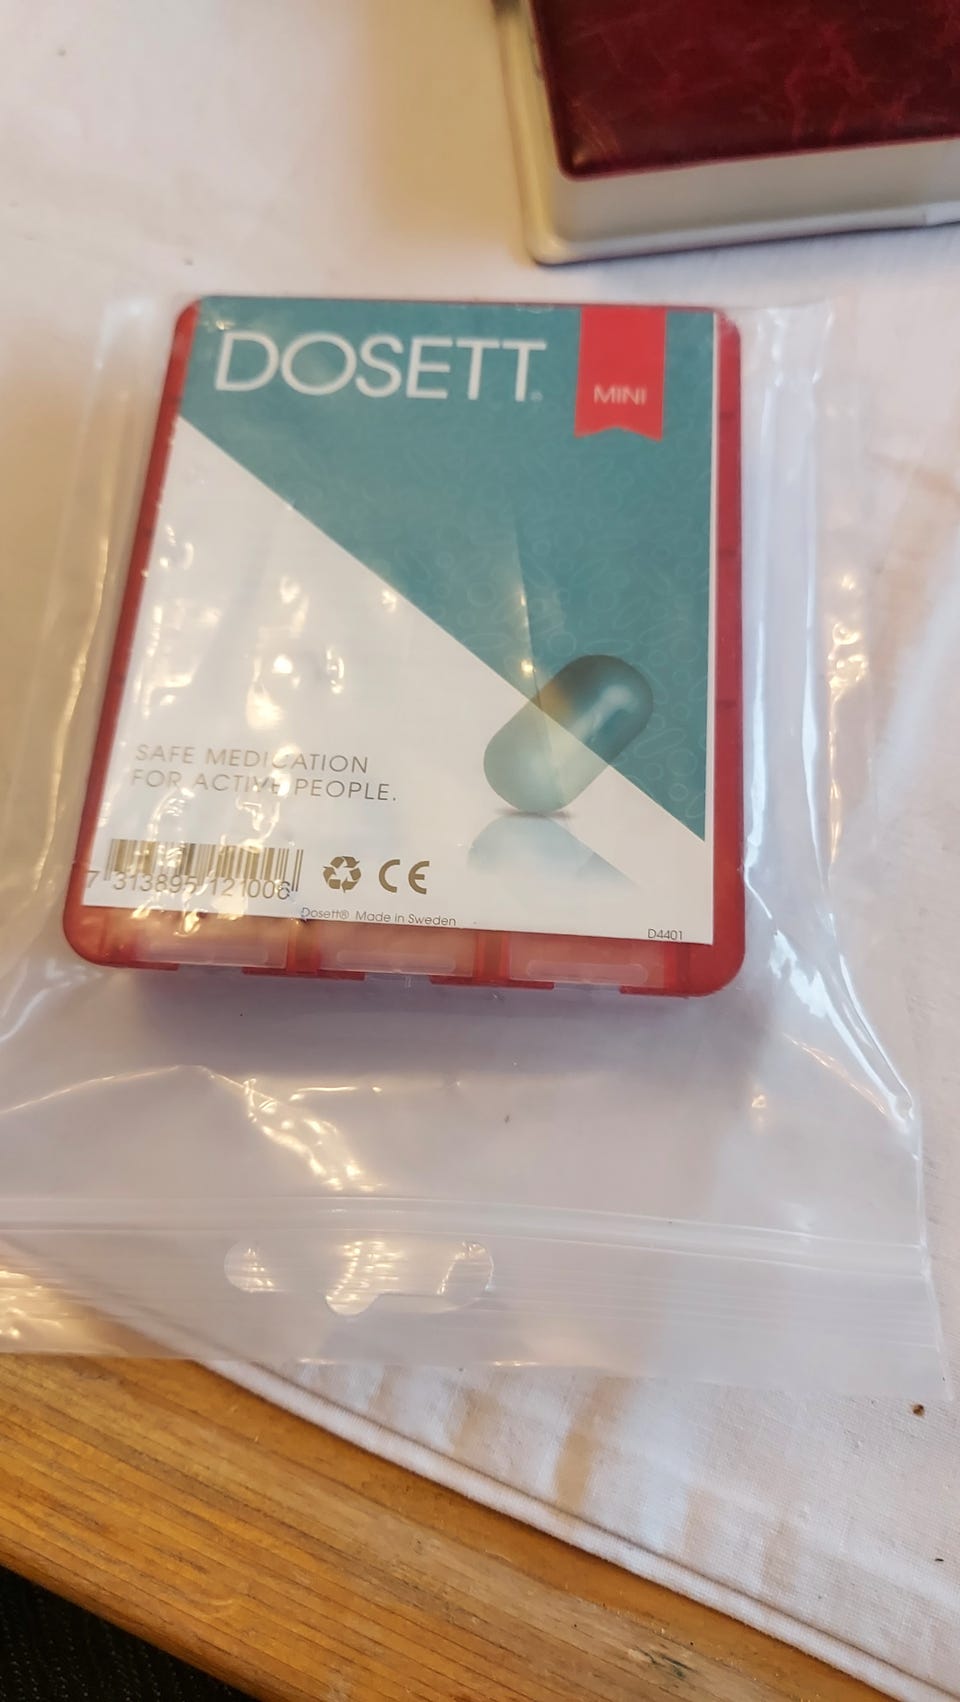 DOSETT®
MINI
SAFE MEDICATION
FOR ACTIVE PEOPLE.
7 313895 121006
CE
Dosett® Made in Sweden
D4401